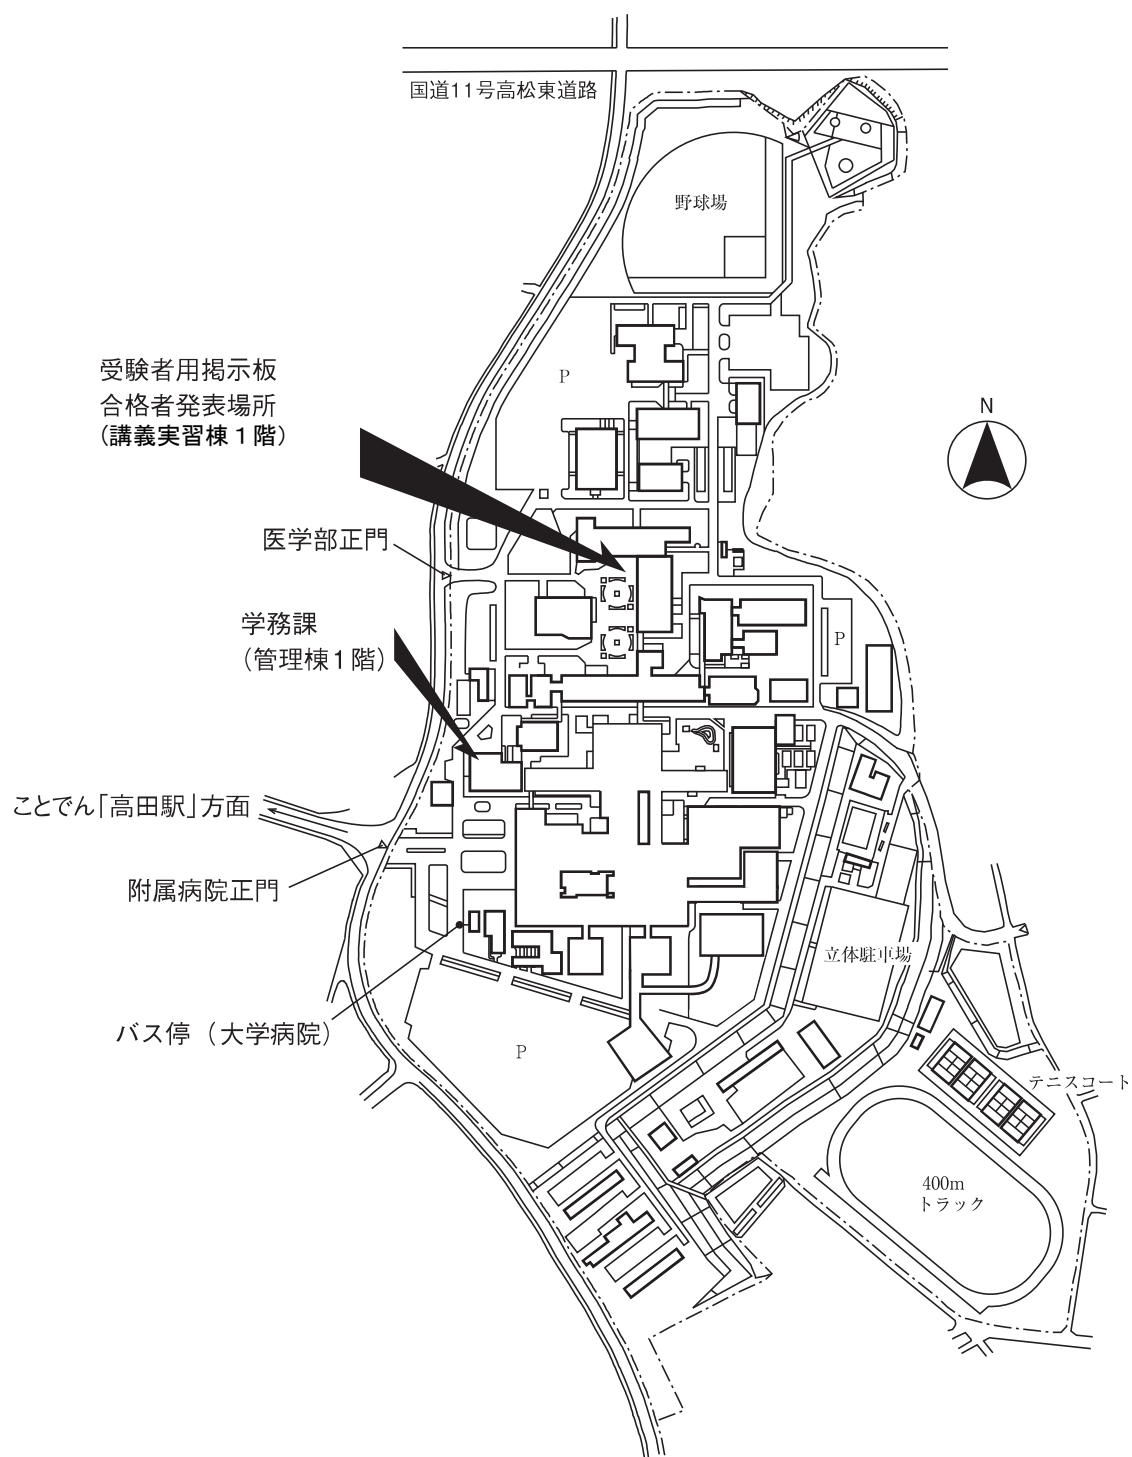 国道11号高松東道路
野球場
受験者用掲示板
合格者発表場所
（講義実習棟１階）
P
N
医学部正門
学務課
（管理棟１階）
P
ことでん「高田駅」方面
附属病院正門
立体駐車場
バス停（大学病院）
P
テニスコート
400m
トラック